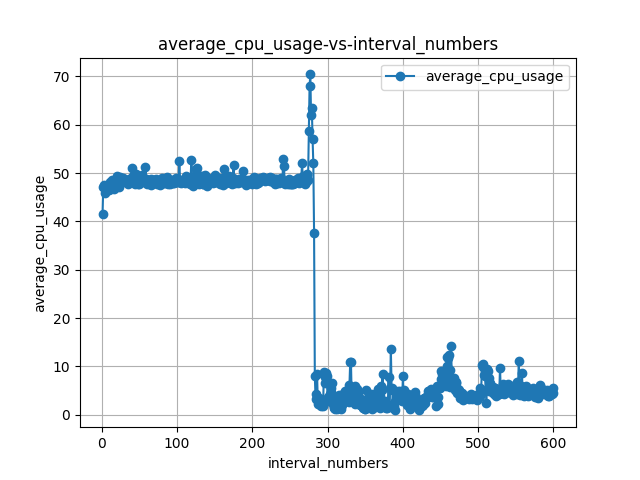 average_cpu_usage-vs-interval_numbers
average_cpu_usage
70
60
50
40
30
20
10
0
average_cpu_usage
0 100 200 300 400 500 600
interval_numbers